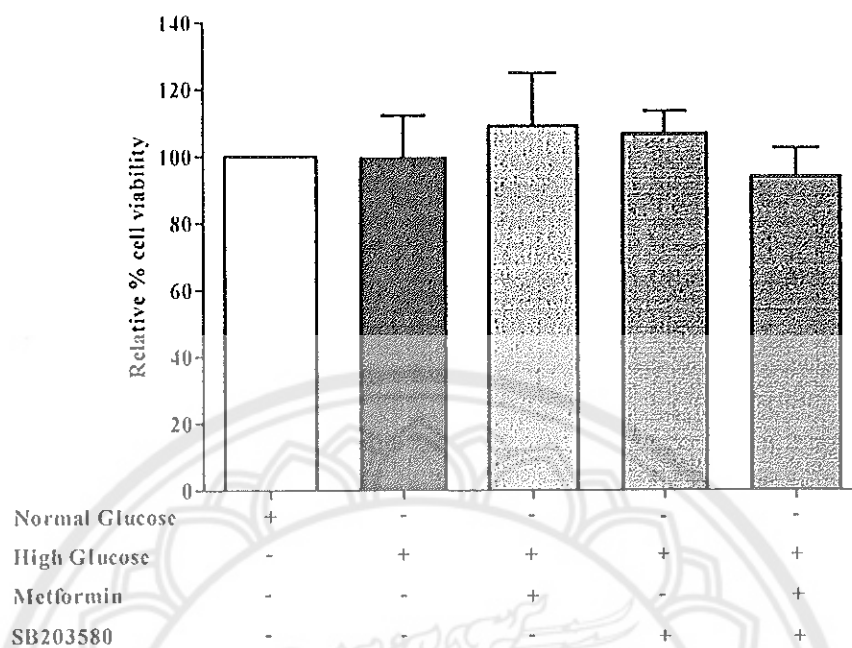 Relative % cell viability
140
120
100
80
60
40
20
0
Normal Glucose + - - - -
High Glucose - + + + +
Metformin - - + - +
SB203580 - - - + +